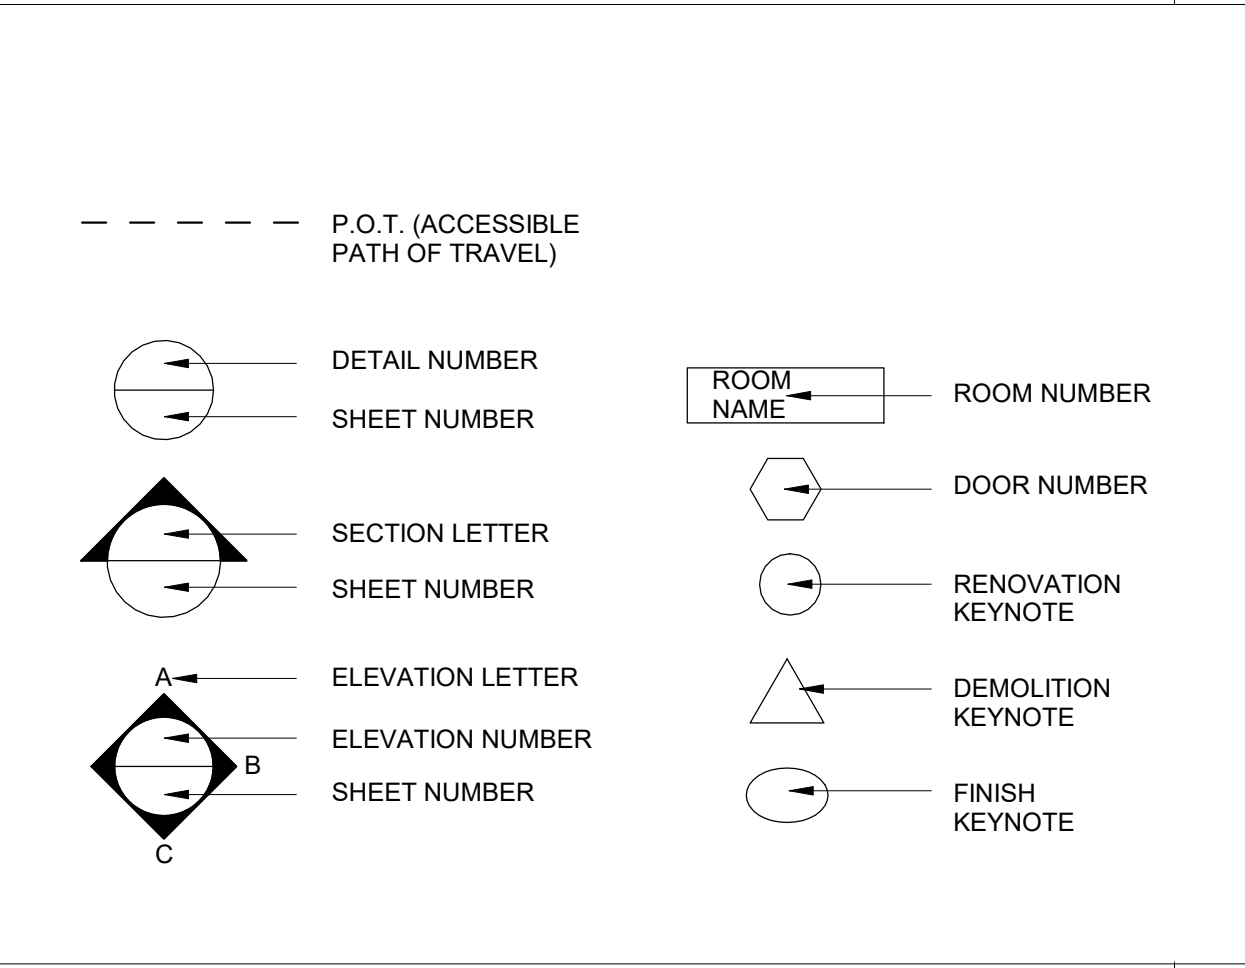 P.O.T. (ACCESSIBLE
PATH OF TRAVEL)
DETAIL NUMBER
SHEET NUMBER
SECTION LETTER
SHEET NUMBER
A
ELEVATION LETTER
ELEVATION NUMBER
B
SHEET NUMBER
C
ROOM
NAME
ROOM NUMBER
DOOR NUMBER
RENOVATION
KEYNOTE
DEMOLITION
KEYNOTE
FINISH
KEYNOTE